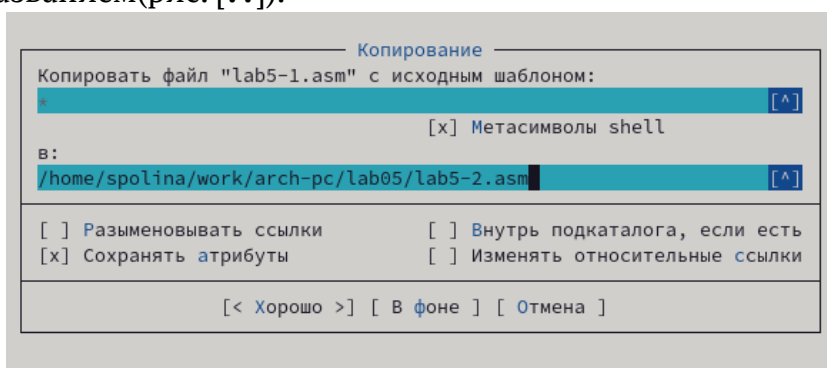 Копирование
Копировать файл "lab5-1.asm" с исходным шаблоном:
* [^]
[x] Метасимволы shell
в:
/home/spolina/work/arch-pc/lab05/lab5-2.asm [^]
[ ] Разыменовывать ссылки [ ] Внутрь подкаталога, если есть
[x] Сохранять атрибуты [ ] Изменять относительные ссылки
[< Хорошо >] [ В фоне ] [ Отмена ]